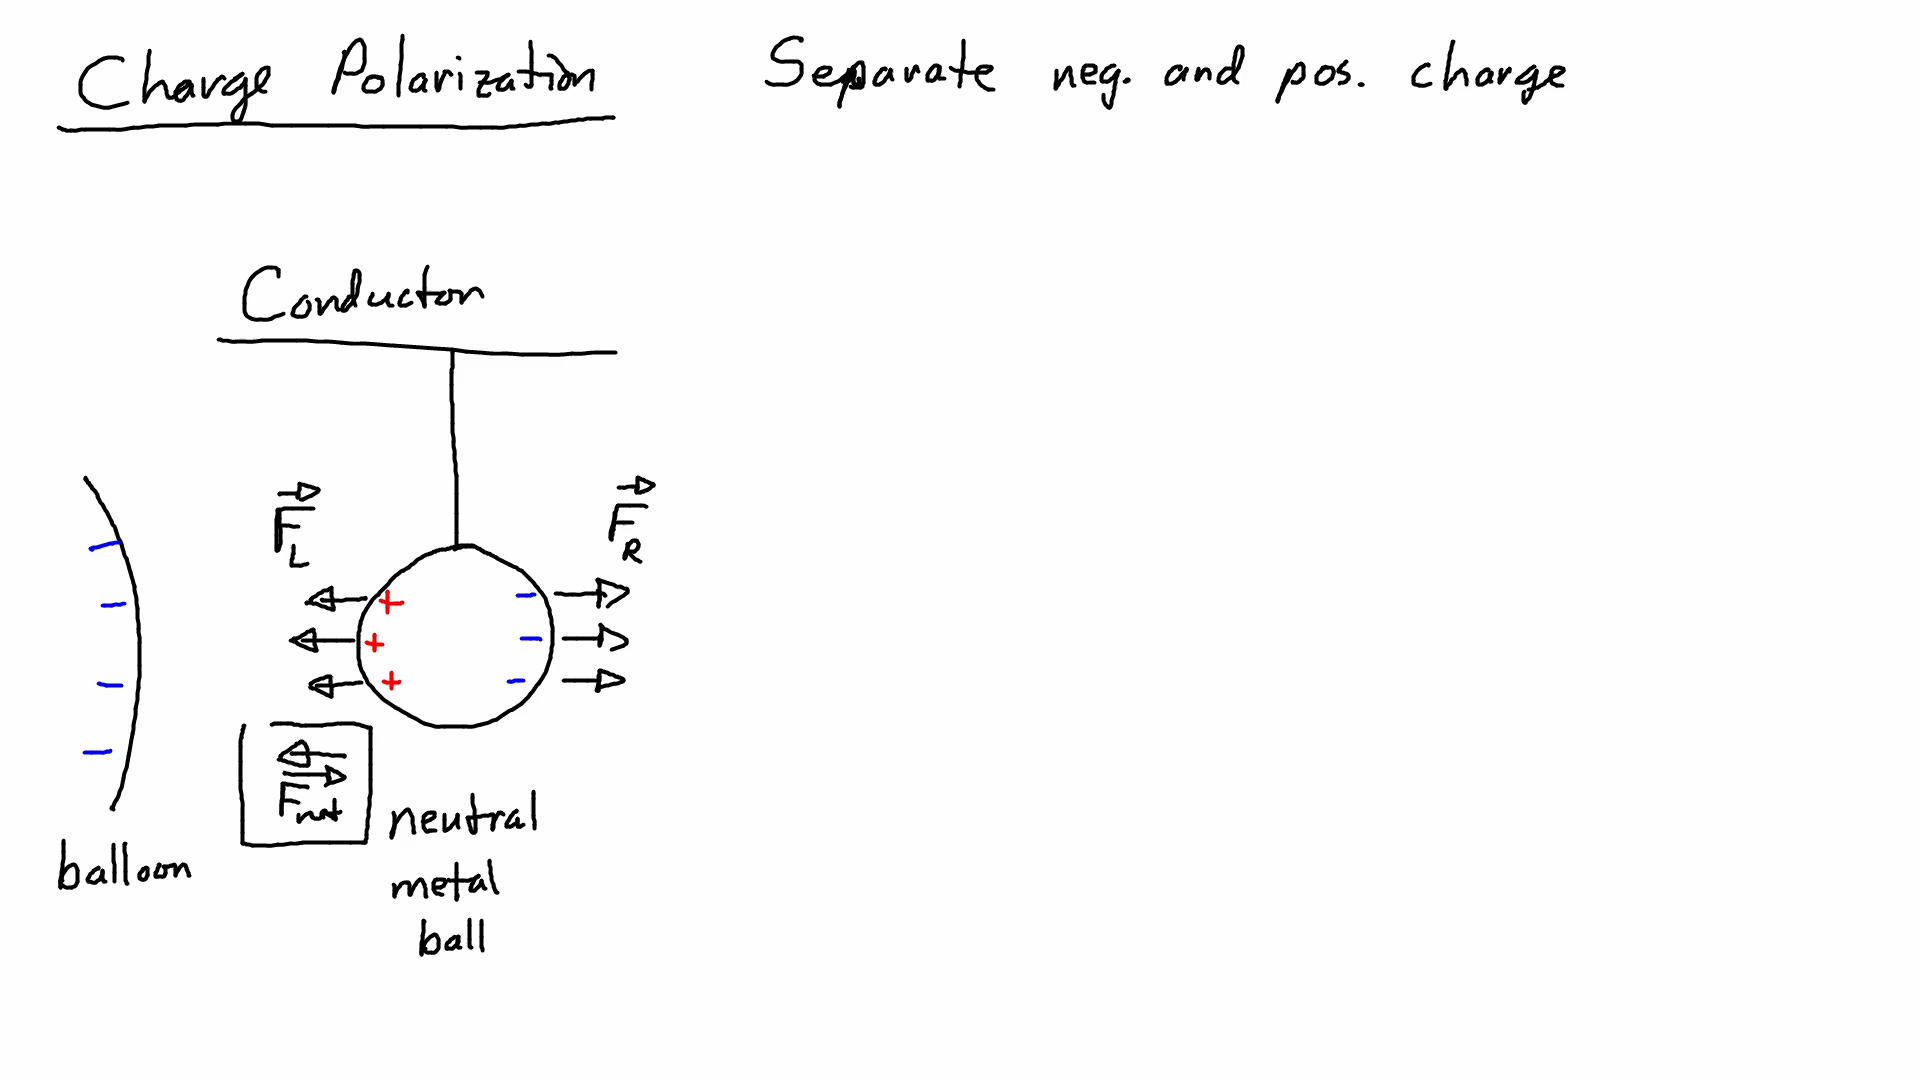 Charge Polarization
Separate neg. and pos. charge
Conductor
F_L
F_R
+ -
+ -
+ -
F_net
neutral
metal
ball
balloon